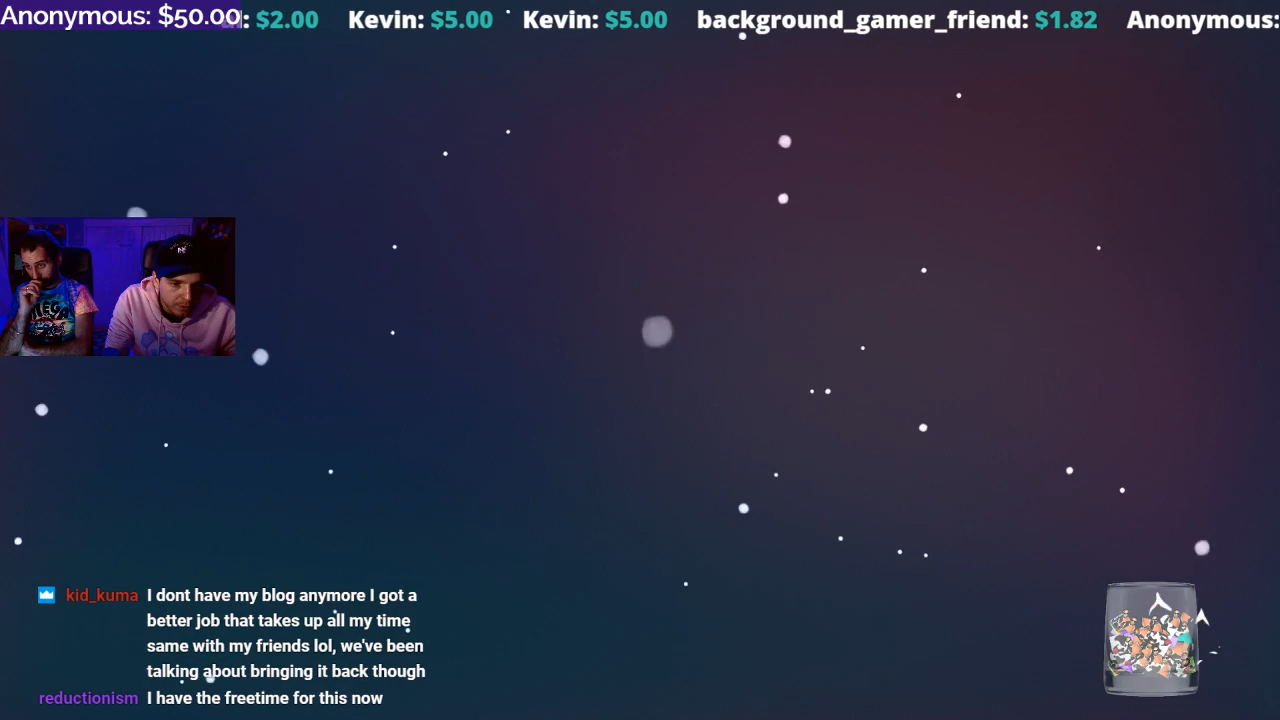 Anonymous: $50.00 : $2.00 Kevin: $5.00 Kevin: $5.00 background_gamer_friend: $1.82 Anonymous:
kid_kuma I dont have my blog anymore I got a
better job that takes up all my time
same with my friends lol, we've been
talking about bringing it back though
reductionism I have the freetime for this now